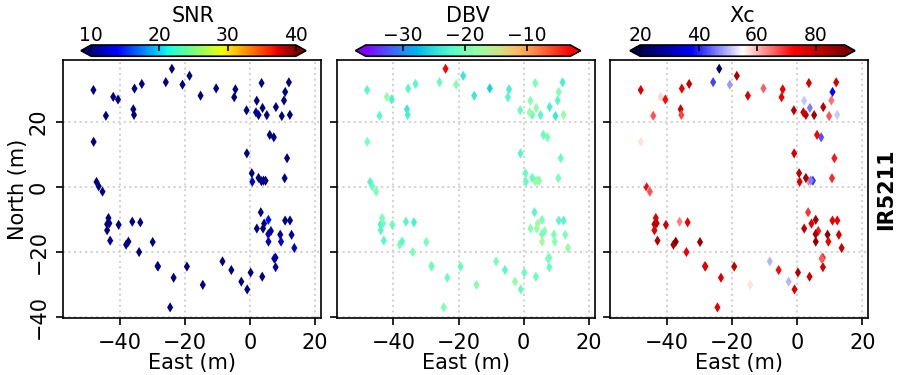 SNR DBV Xc
10 20 30 40 −30 −20 −10 20 40 60 80
North (m)
20
0
−20
−40
−40 −20 0 20 −40 −20 0 20 −40 −20 0 20
East (m) East (m) East (m)
IR5211